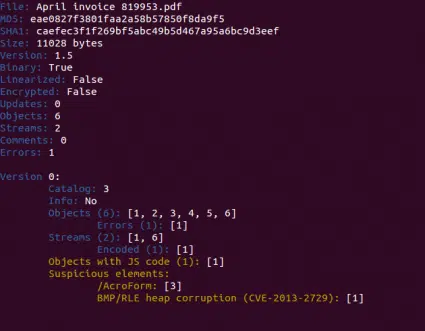 File: April invoice 819953.pdf
MD5: eae0827f3801faa2a58b57850f8da9f5
SHA1: caefec3f1f269bf5abc49b5d467a95a6bc9d3eef
Size: 11028 bytes
Version: 1.5
Binary: True
Linearized: False
Encrypted: False
Updates: 0
Objects: 6
Streams: 2
Comments: 0
Errors: 1
Version 0:
Catalog: 3
Info: No
Objects (6): [1, 2, 3, 4, 5, 6]
Errors (1): [1]
Streams (2): [1, 6]
Encoded (1): [1]
Objects with JS code (1): [1]
Suspicious elements:
/AcroForm: [3]
BMP/RLE heap corruption (CVE-2013-2729): [1]